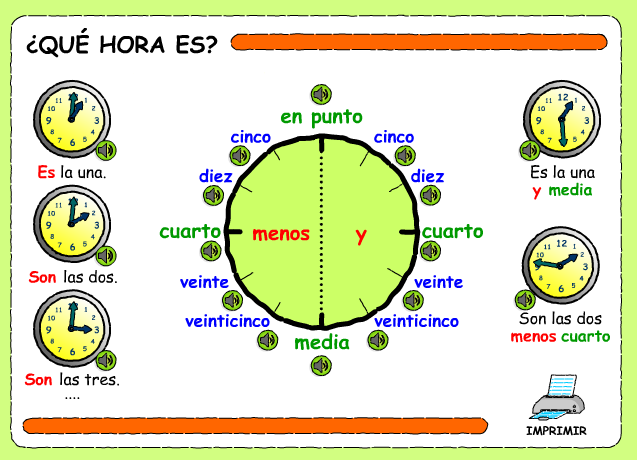 ¿QUÉ HORA ES?
Es la una.
Son las dos.
Son las tres.
....
en punto
cinco
cinco
diez
diez
cuarto
menos
y
cuarto
veinte
veinte
veinticinco
veinticinco
media
Es la una
y media
Son las dos
menos cuarto
IMPRIMIR